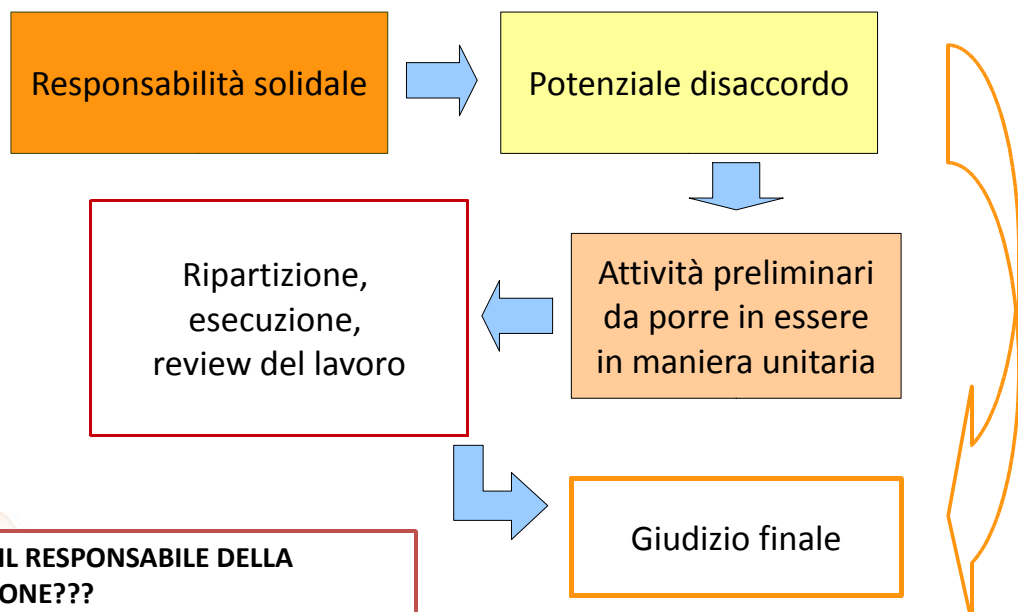 Responsabilità solidale
Potenziale disaccordo
Ripartizione,
esecuzione,
review del lavoro
Attività preliminari
da porre in essere
in maniera unitaria
Giudizio finale
IL RESPONSABILE DELLA
ONE???